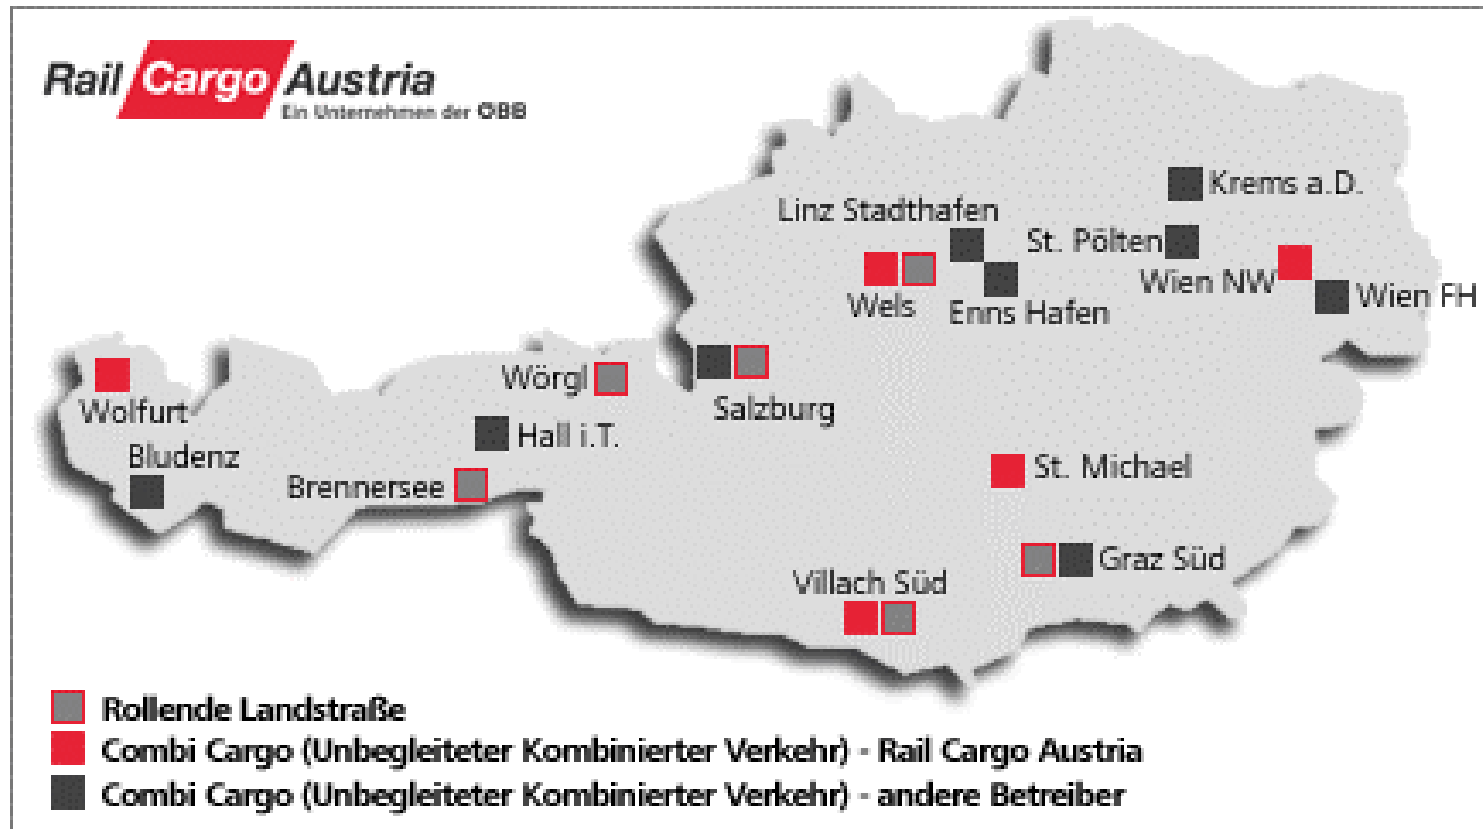 Rail Cargo Austria
Ein Unternehmen der ÖBB
Krems a.D.
Linz Stadthafen
St. Pölten
Wien NW
Wien FH
Wels
Enns Hafen
Wörgl
Salzburg
Wolfurt
Hall i.T.
Bludenz
Brennersee
St. Michael
Graz Süd
Villach Süd
Rollende Landstraße
Combi Cargo (Unbegleiteter Kombinierter Verkehr) - Rail Cargo Austria
Combi Cargo (Unbegleiteter Kombinierter Verkehr) - andere Betreiber